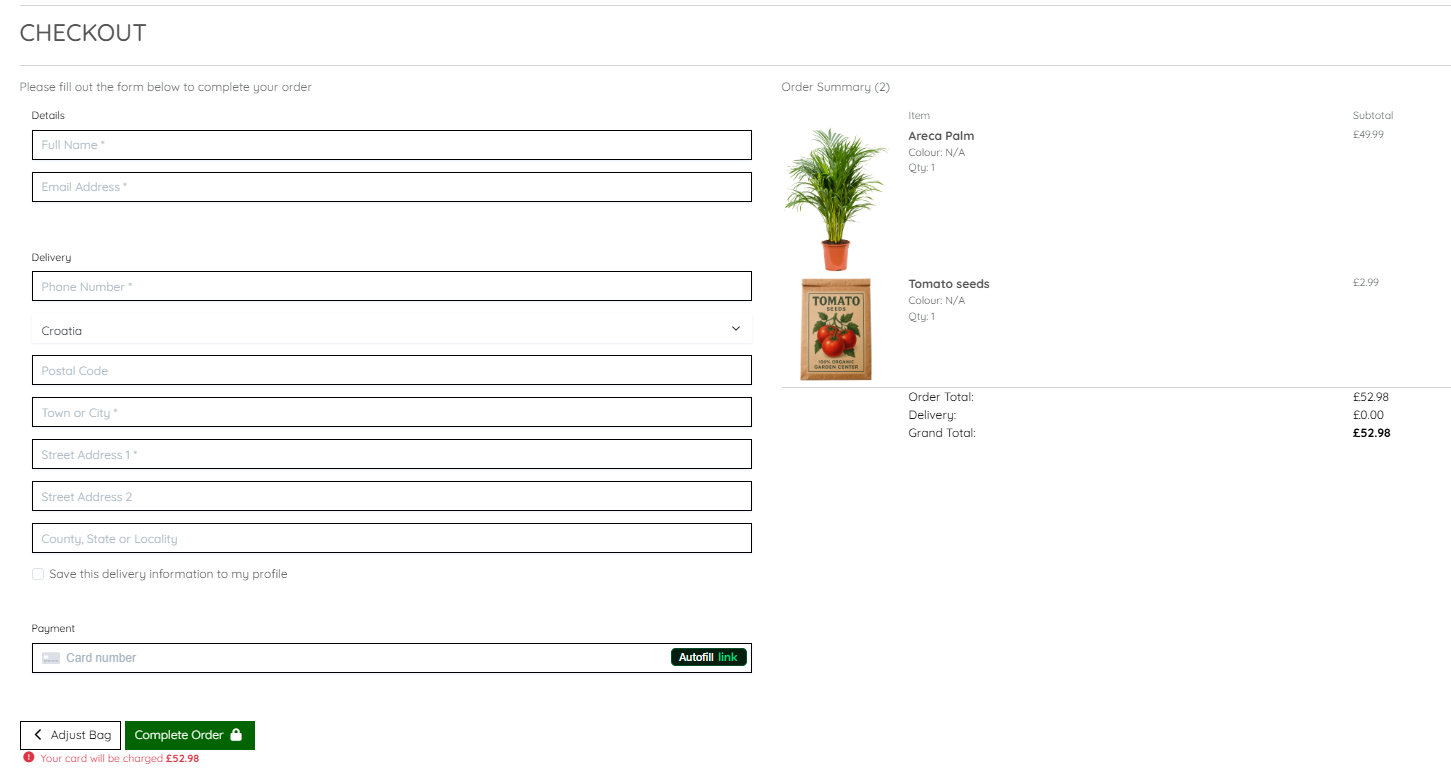 CHECKOUT
Please fill out the form below to complete your order
Details
Full Name *
Email Address *
Delivery
Phone Number *
Croatia
Postal Code
Town or City *
Street Address 1 *
Street Address 2
County, State or Locality
Save this delivery information to my profile
Payment
Card number
Autofill link
Adjust Bag
Complete Order
Your card will be charged £52.98
Order Summary (2)
Item Subtotal
Areca Palm £49.99
Colour: N/A
Qty: 1
TOMATO
SEEDS
100% ORGANIC
GARDEN CENTER
Tomato seeds £2.99
Colour: N/A
Qty: 1
Order Total: £52.98
Delivery: £0.00
Grand Total: £52.98